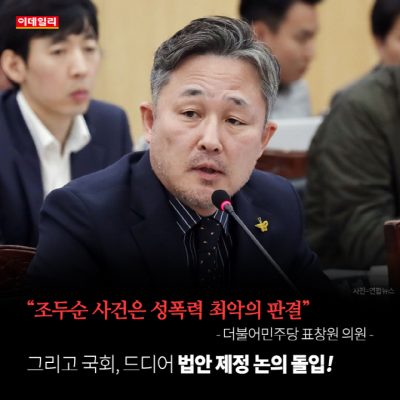 이데일리
사진=연합뉴스
“조두순 사건은 성폭력 최악의 판결”
- 더불어민주당 표창원 의원 -
그리고 국회, 드디어 법안 제정 논의 돌입!